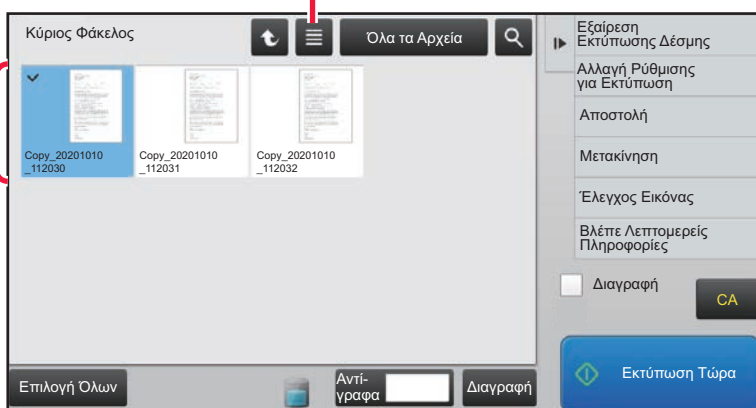 Κύριος Φάκελος
Όλα τα Αρχεία
Copy_20201010
_112030
Copy_20201010
_112031
Copy_20201010
_112032
Επιλογή Όλων
Αντί-
γραφα
Διαγραφή
Εξαίρεση
Εκτύπωσης Δέσμης
Αλλαγή Ρύθμισης
για Εκτύπωση
Αποστολή
Μετακίνηση
Έλεγχος Εικόνας
Βλέπε Λεπτομερείς
Πληροφορίες
Διαγραφή
CA
Εκτύπωση Τώρα